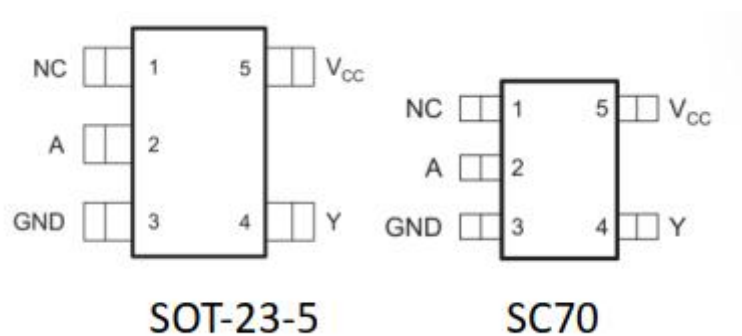 NC 1 5 VCC
A 2
GND 3 4 Y
SOT-23-5
NC 1 5 VCC
A 2
GND 3 4 Y
SC70